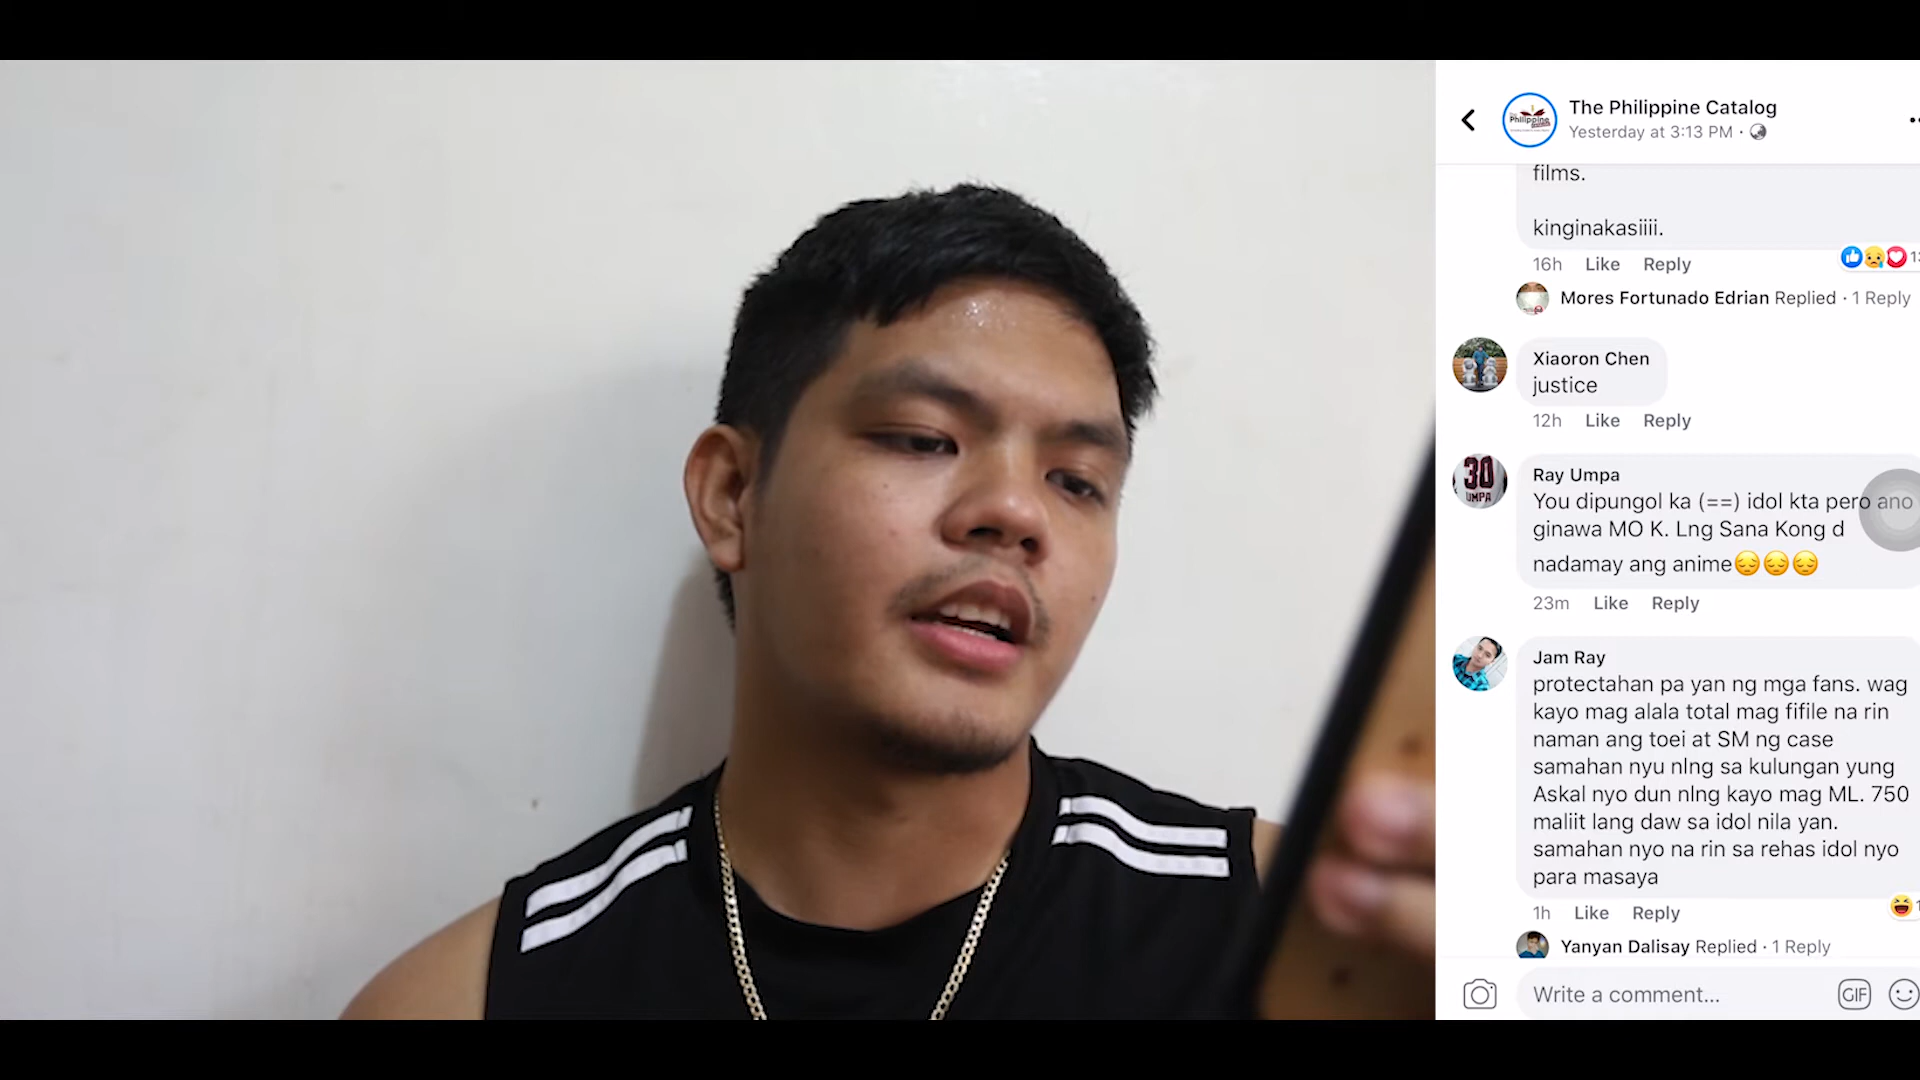 The Philippine Catalog
Yesterday at 3:13 PM ·
films.
kinginakasiiii.
16h Like Reply
Mores Fortunado Edrian Replied · 1 Reply
Xiaoron Chen
justice
12h Like Reply
30
UMPA
Ray Umpa
You dipungol ka (==) idol kta pero ano
ginawa MO K. Lng Sana Kong d
nadamay ang anime😔😔😔
23m Like Reply
Jam Ray
protectahan pa yan ng mga fans. wag
kayo mag alala total mag fifile na rin
naman ang toei at SM ng case
samahan nyu nlng sa kulungan yung
Askal nyo dun nlng kayo mag ML. 750
maliit lang daw sa idol nila yan.
samahan nyo na rin sa rehas idol nyo
para masaya
1h Like Reply
Yanyan Dalisay Replied · 1 Reply
Write a comment...
GIF